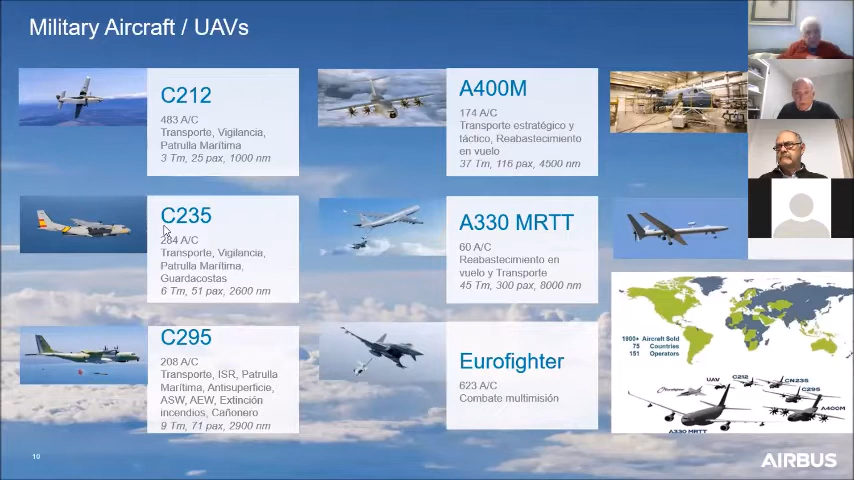 Military Aircraft / UAVs
C212
483 A/C
Transporte, Vigilancia,
Patrulla Marítima
3 Tm, 25 pax, 1000 nm
C235
284 A/C
Transporte, Vigilancia,
Patrulla Marítima,
Guardacostas
6 Tm, 51 pax, 2600 nm
C295
208 A/C
Transporte, ISR, Patrulla
Marítima, Antisuperficie,
ASW, AEW, Extinción
incendios, Cañonero
9 Tm, 71 pax, 2900 nm
A400M
174 A/C
Transporte estratégico y
táctico, Reabastecimiento
en vuelo
37 Tm, 116 pax, 4500 nm
A330 MRTT
60 A/C
Reabastecimiento en
vuelo y Transporte
45 Tm, 300 pax, 8000 nm
Eurofighter
623 A/C
Combate multimisión
Aircraft Sold
75 Countries
151 Operators
UAV
C212
CN235
C295
A400M
A330 MRTT
10
AIRBUS